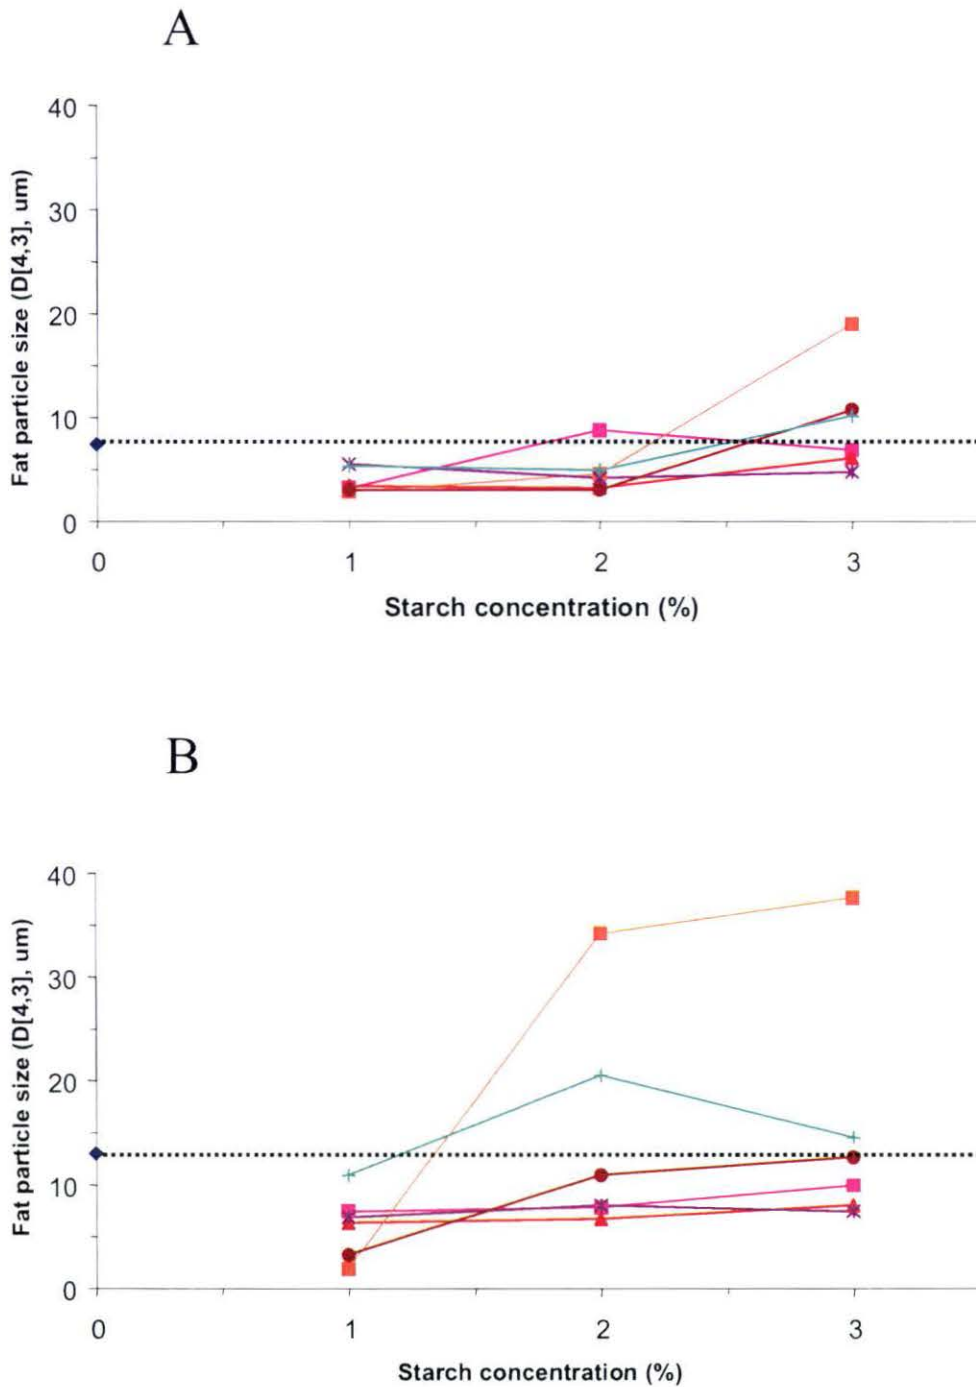 A
40
30
20
10
0
Fat particle size (D[4,3], um)
0 1 2 3
Starch concentration (%)
B
40
30
20
10
0
Fat particle size (D[4,3], um)
0 1 2 3
Starch concentration (%)